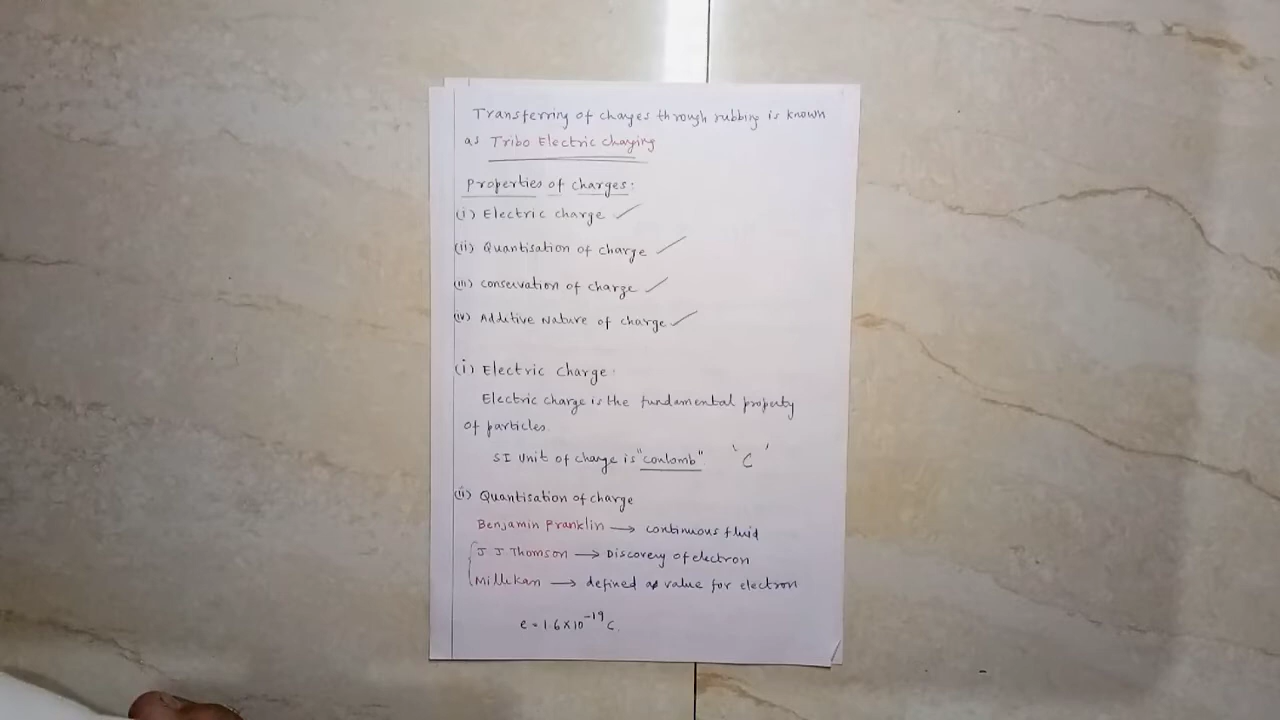 Transferring of charges through rubbing is known
as Tribo Electric charging
Properties of charges:
(i) Electric charge
(ii) Quantisation of charge
(iii) conservation of charge
(iv) Additive Nature of charge
(i) Electric charge:
Electric charge is the fundamental property
of particles.
SI Unit of charge is "coulomb". 'C'
(ii) Quantisation of charge
Benjamin Franklin → continuous fluid
J J Thomson → Discovery of electron
Millikan → defined value for electron
e = 1.6×10⁻¹⁹ C.